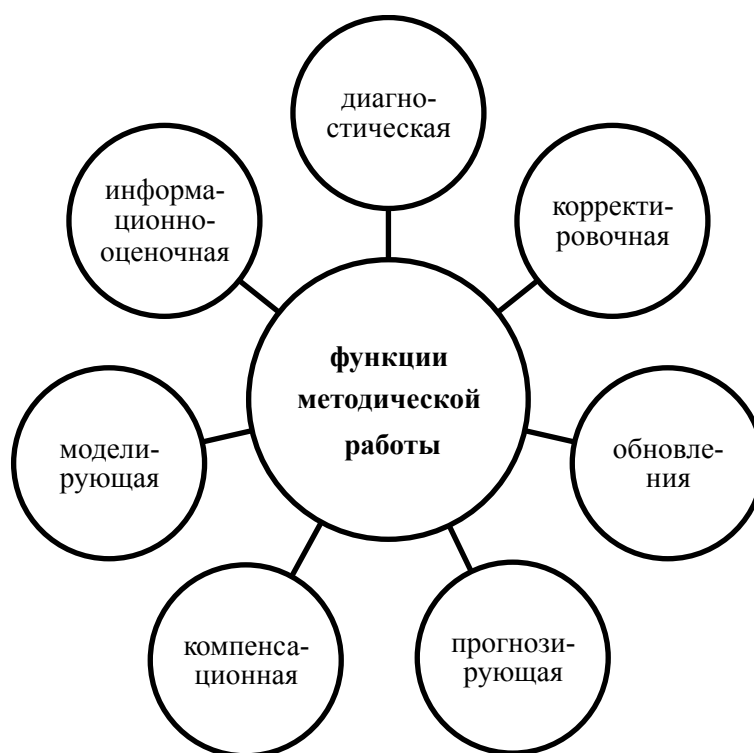 диагно-
стическая
информа-
ционно-
оценочная
корректи-
ровочная
функции
методической
работы
модели-
рующая
обновле-
ния
компенса-
ционная
прогнози-
рующая